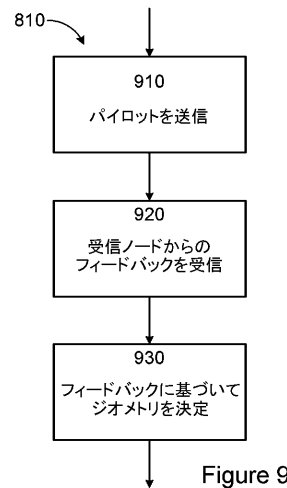 810
910
パイロットを送信
920
受信ノードからの
フィードバックを受信
930
フィードバックに基づいて
ジオメトリを決定
Figure 9